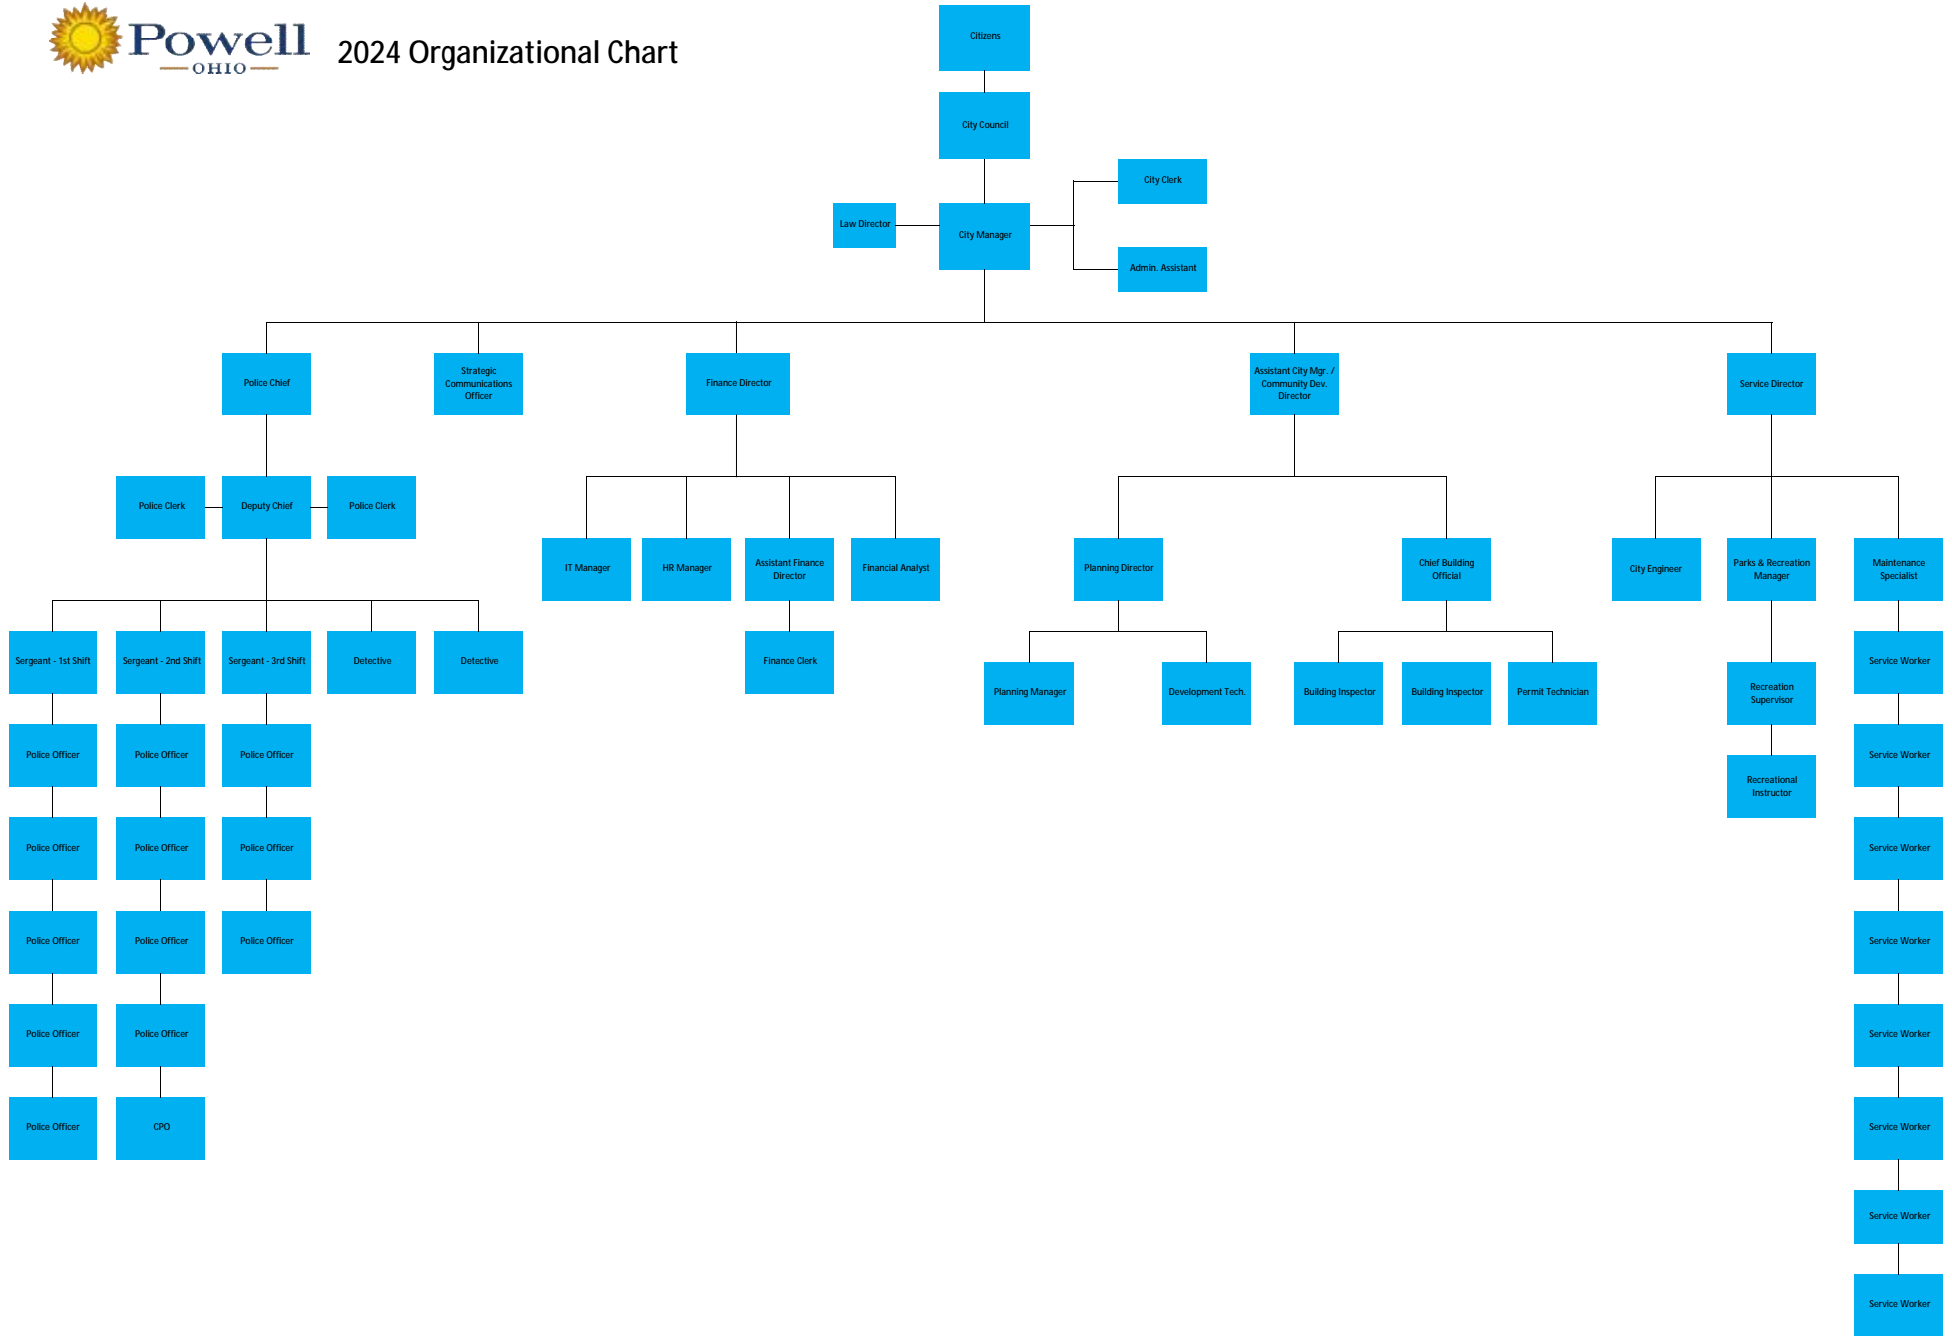 Powell
OHIO
2024 Organizational Chart
Citizens
City Council
City Clerk
Law Director
City Manager
Admin. Assistant
Police Chief
Strategic
Communications
Officer
Finance Director
Assistant City Mgr. /
Community Dev.
Director
Service Director
Police Clerk
Deputy Chief
Police Clerk
IT Manager
HR Manager
Assistant Finance
Director
Financial Analyst
Planning Director
Chief Building
Official
City Engineer
Parks & Recreation
Manager
Maintenance
Specialist
Sergeant - 1st Shift
Sergeant - 2nd Shift
Sergeant - 3rd Shift
Detective
Detective
Finance Clerk
Service Worker
Planning Manager
Development Tech.
Building Inspector
Building Inspector
Permit Technician
Recreation
Supervisor
Police Officer
Police Officer
Police Officer
Service Worker
Recreational
Instructor
Police Officer
Police Officer
Police Officer
Service Worker
Police Officer
Police Officer
Police Officer
Service Worker
Police Officer
Police Officer
Service Worker
Police Officer
CPO
Service Worker
Service Worker
Service Worker